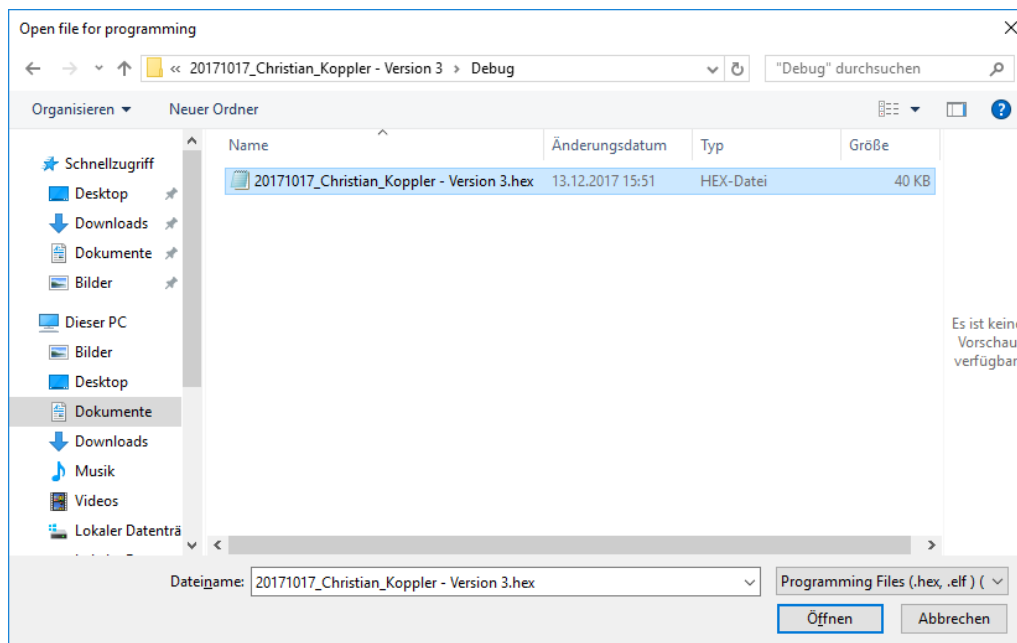 Open file for programming
« 20171017_Christian_Koppler - Version 3 > Debug
"Debug" durchsuchen
Organisieren
Neuer Ordner
Name
Änderungsdatum
Typ
Größe
20171017_Christian_Koppler - Version 3.hex 13.12.2017 15:51 HEX-Datei 40 KB
Schnellzugriff
Desktop
Downloads
Dokumente
Bilder
Dieser PC
Bilder
Desktop
Dokumente
Downloads
Musik
Videos
Lokaler Datenträ
Es ist keine
Vorschau
verfügbar
Dateiname: 20171017_Christian_Koppler - Version 3.hex
Programming Files (.hex, .elf ) (
Öffnen
Abbrechen